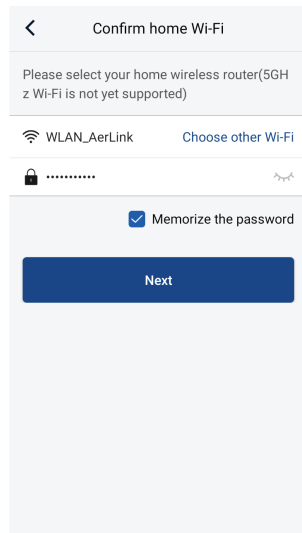 Confirm home Wi-Fi
Please select your home wireless router(5GH
z Wi-Fi is not yet supported)
WLAN_AerLink Choose other Wi-Fi
•••••••••••
Memorize the password
Next